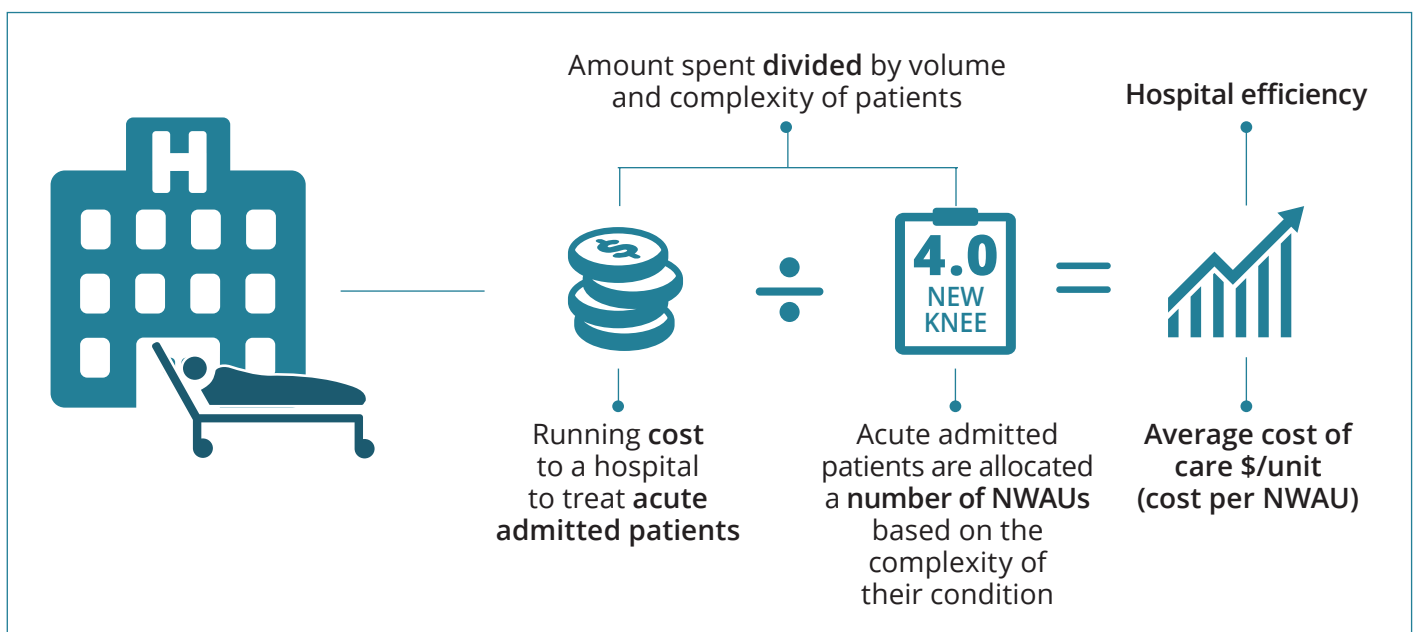 Amount spent divided by volume
and complexity of patients
Hospital efficiency
H
$
÷
4.0
NEW
KNEE
=
Running cost
to a hospital
to treat acute
admitted patients
Acute admitted
patients are allocated
a number of NWAUs
based on the
complexity of
their condition
Average cost of
care $/unit
(cost per NWAU)